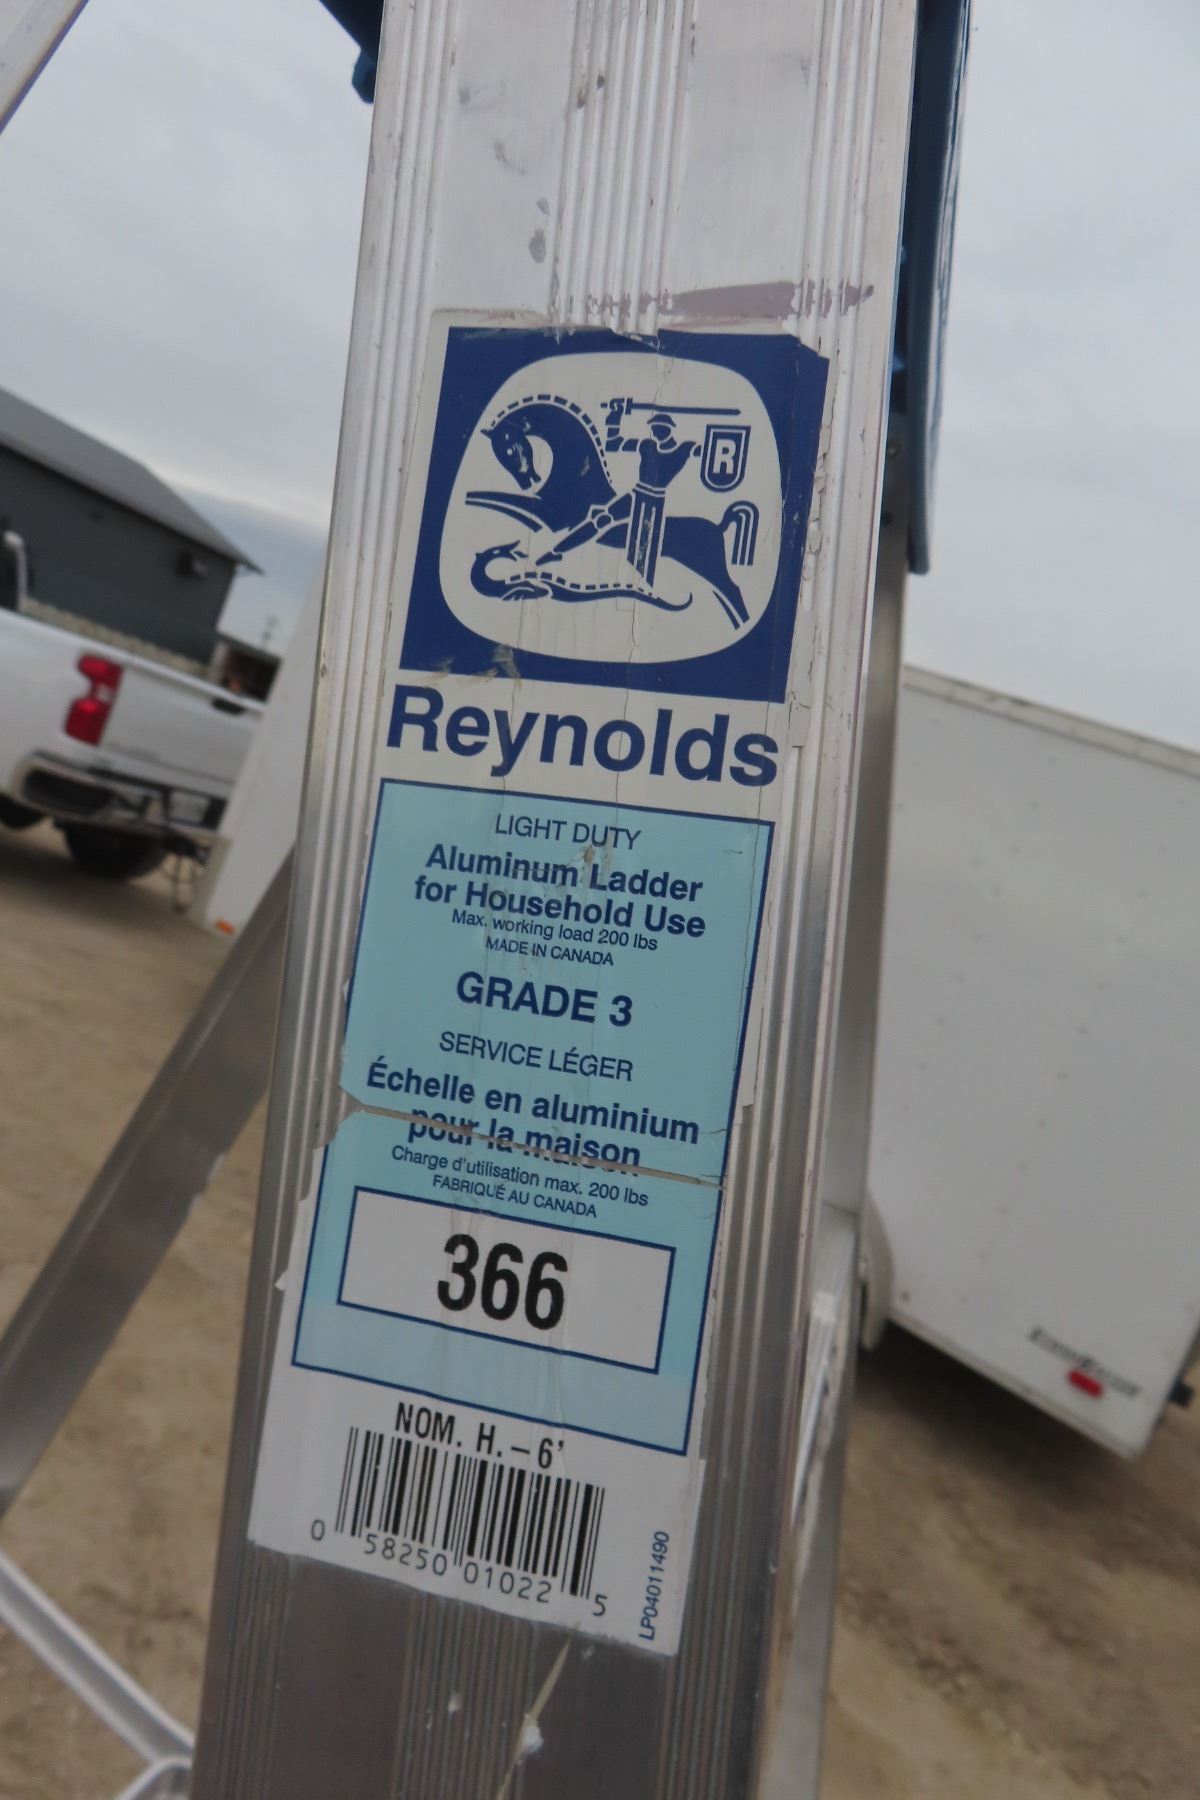 R
Reynolds
LIGHT DUTY
Aluminum Ladder
for Household Use
Max. working load 200 lbs
MADE IN CANADA
GRADE 3
SERVICE LÉGER
Échelle en aluminium
pour la maison
Charge d'utilisation max. 200 lbs
FABRIQUÉ AU CANADA
366
NOM. H. – 6'
0 58250 01022 5
LP04011490